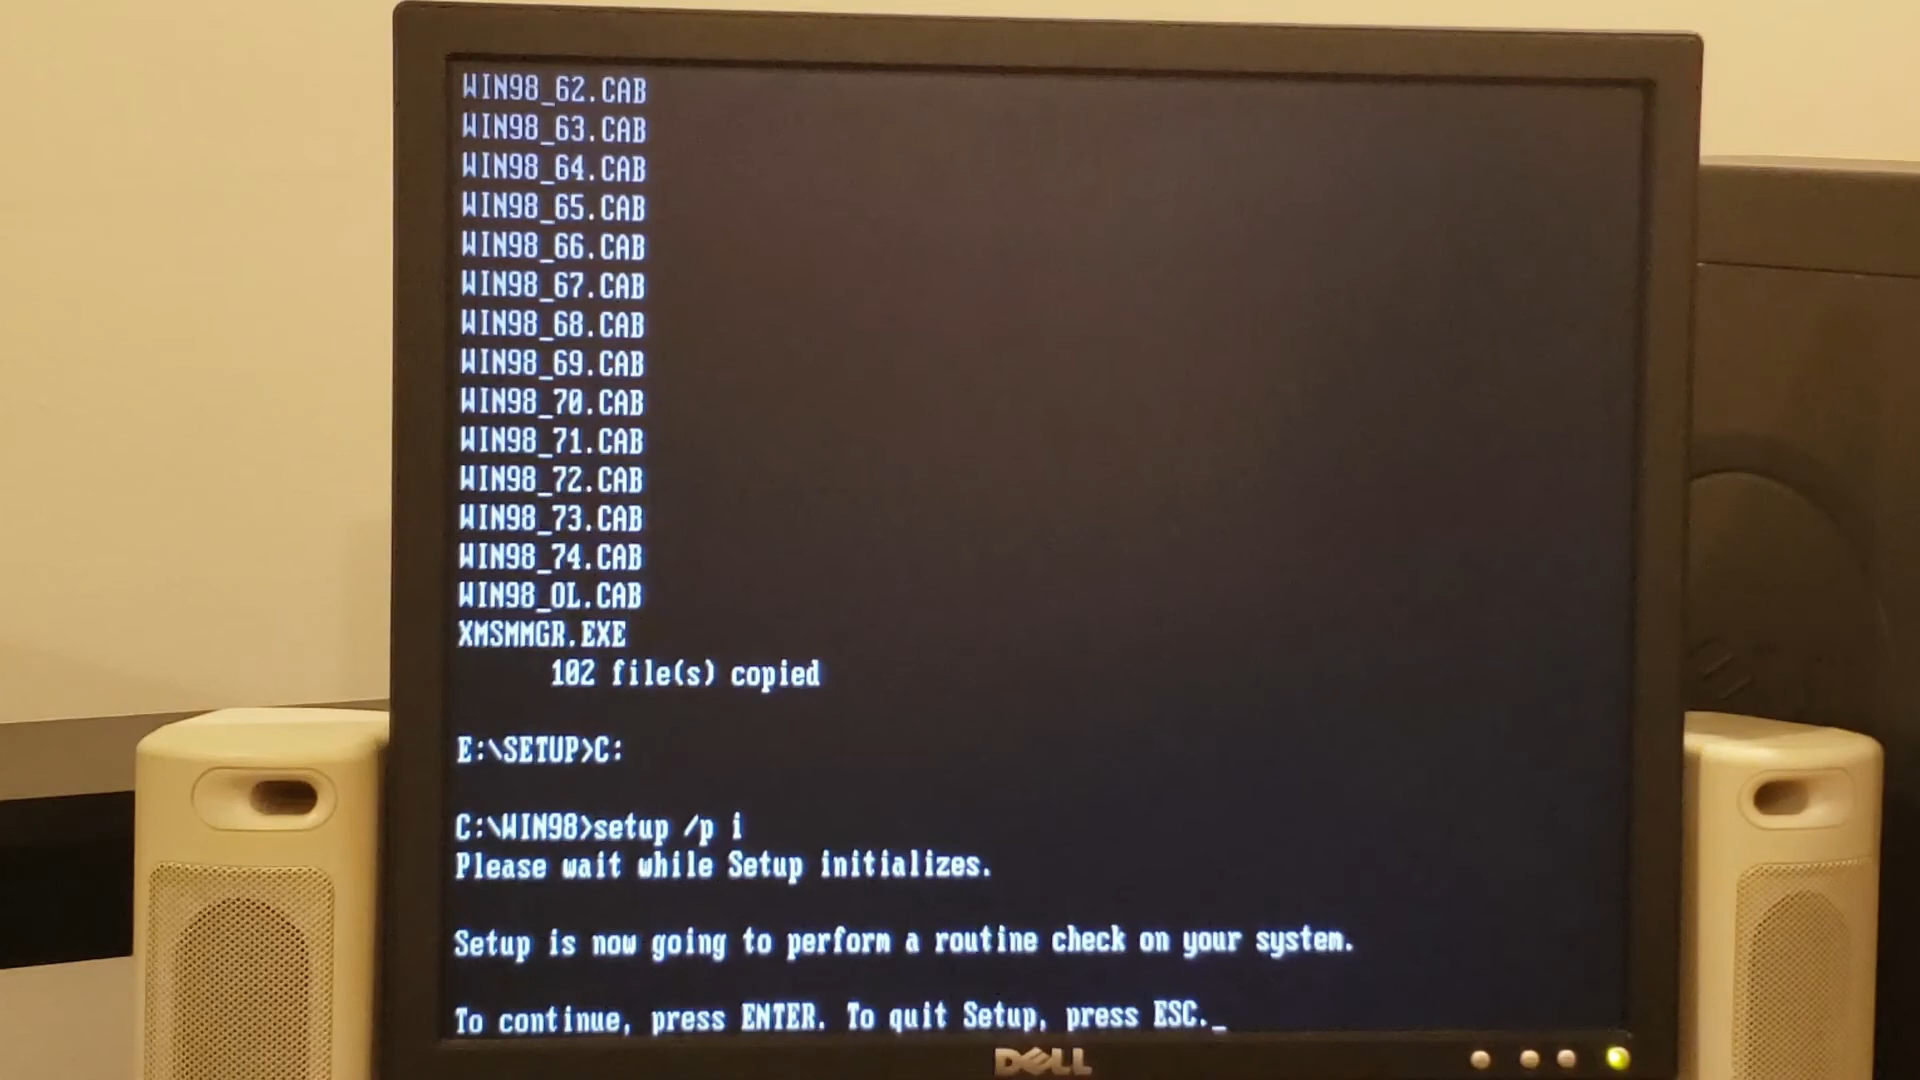 WIN98_62.CAB
WIN98_63.CAB
WIN98_64.CAB
WIN98_65.CAB
WIN98_66.CAB
WIN98_67.CAB
WIN98_68.CAB
WIN98_69.CAB
WIN98_70.CAB
WIN98_71.CAB
WIN98_72.CAB
WIN98_73.CAB
WIN98_74.CAB
WIN98_OL.CAB
XMSMMGR.EXE
102 file(s) copied
E:\SETUP>C:
C:\WIN98>setup /p i
Please wait while Setup initializes.
Setup is now going to perform a routine check on your system.
To continue, press ENTER. To quit Setup, press ESC._
DELL